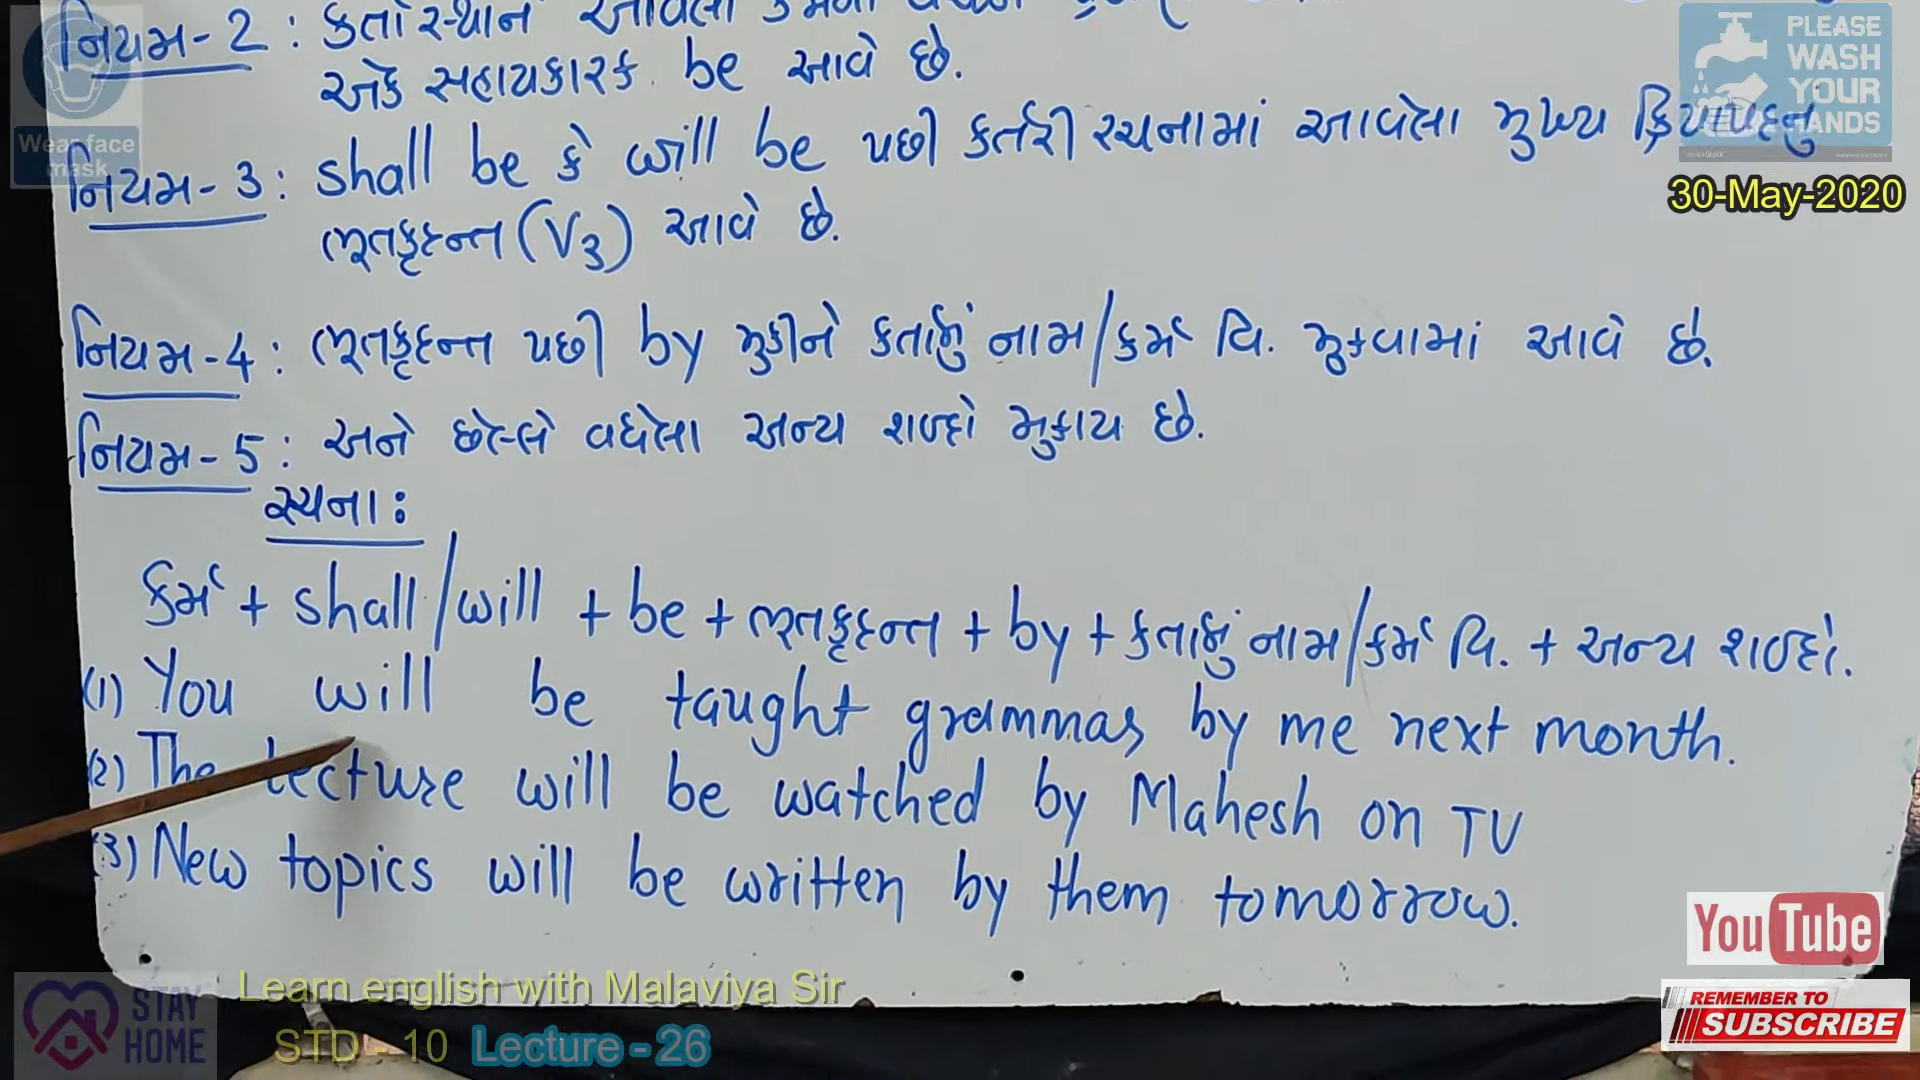 નિયમ-2 : કર્તા સ્થાને આવેલા
એક સહાયકારક be આવે છે.
નિયમ-3 : shall be કે will be પછી કર્તરી રચનામાં આવેલા મુખ્ય ક્રિયાપદનું
ભૂતકૃદન્ત (V3) આવે છે.
નિયમ-4 : ભૂતકૃદન્ત પછી by મુકીને કર્તાનું નામ/કર્મ વિ. મૂકવામાં આવે છે.
નિયમ-5 : અને છેલ્લે વધેલા અન્ય શબ્દો મુકાય છે.
રચના :
કર્મ + shall/will + be + ભૂતકૃદન્ત + by + કર્તાનું નામ/કર્મ વિ. + અન્ય શબ્દો.
(1) You will be taught grammar by me next month.
(2) The lecture will be watched by Mahesh on TV
(3) New topics will be written by them tomorrow.
Wear face
mask
PLEASE
WASH
YOUR
HANDS
30-May-2020
STAY
HOME
Learn english with Malaviya Sir
STD - 10 Lecture - 26
YouTube
REMEMBER TO
SUBSCRIBE